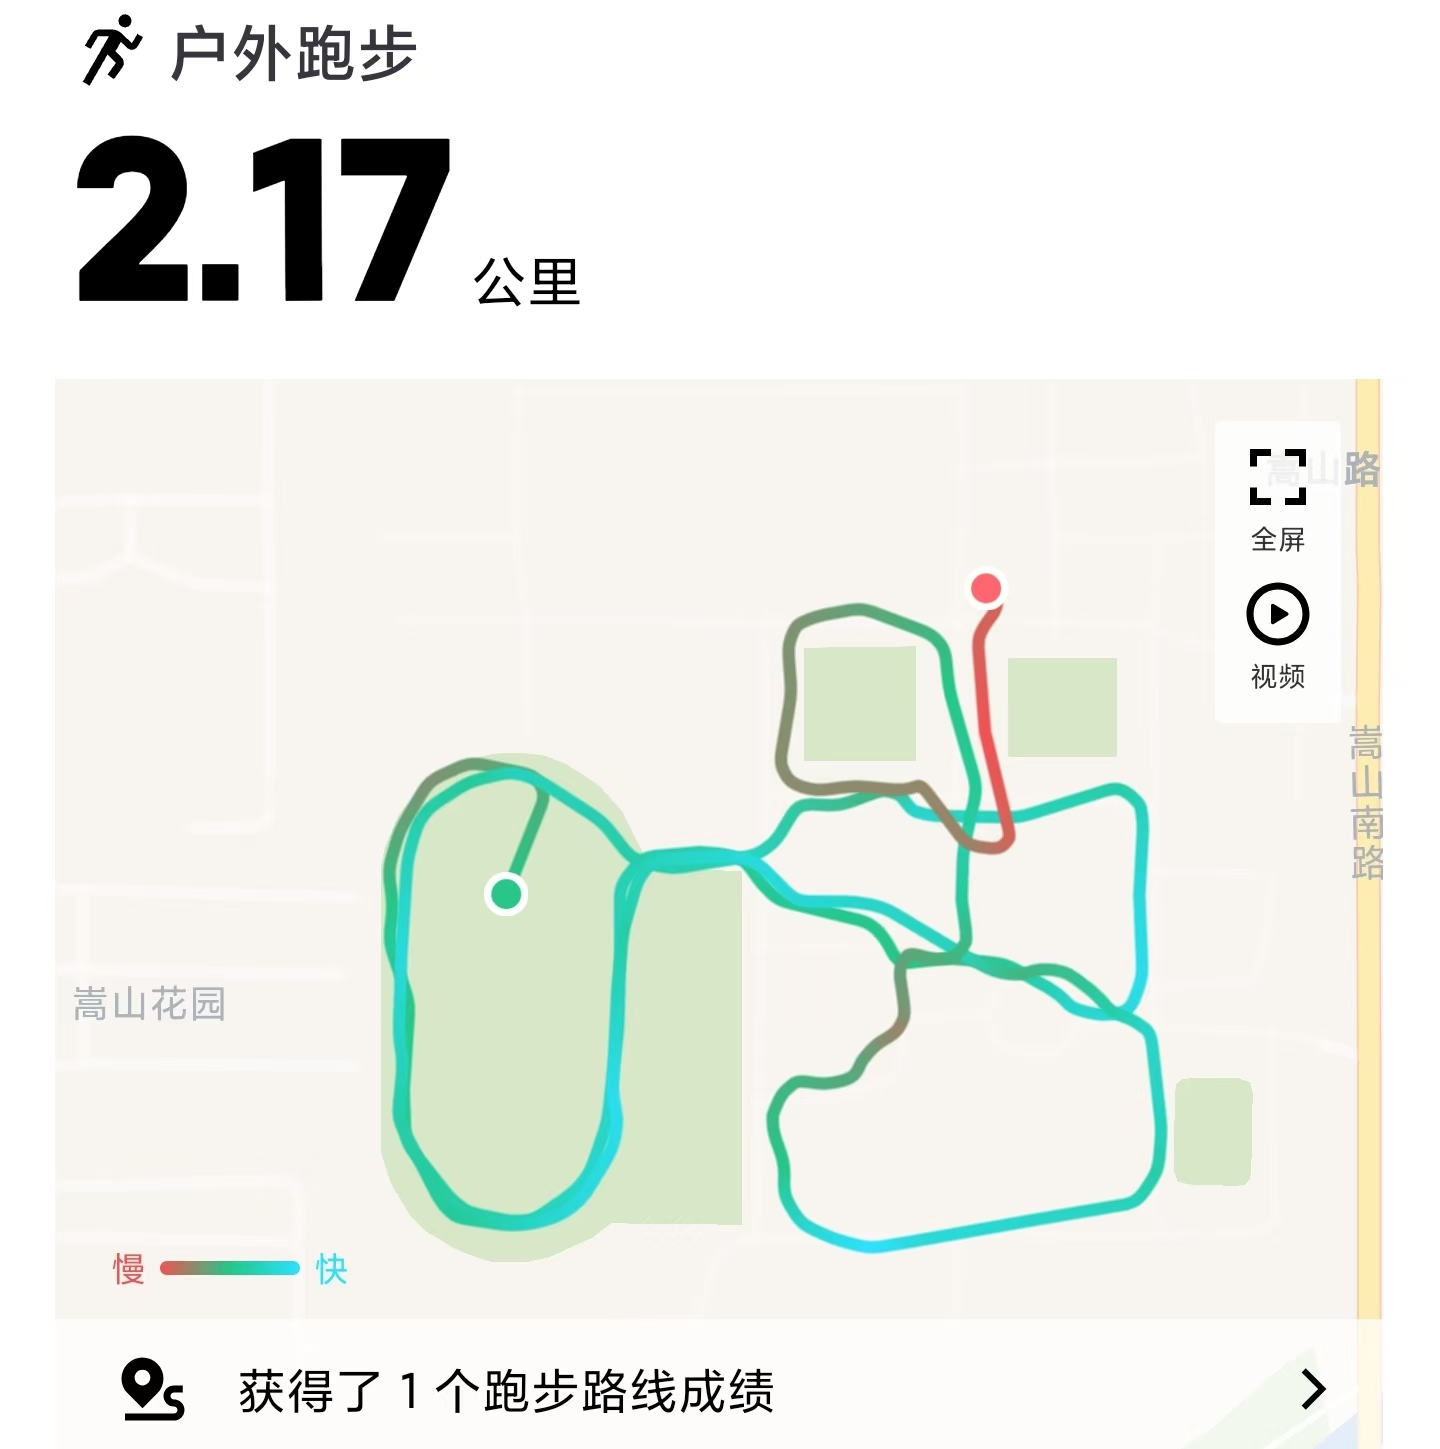 户外跑步
2.17 公里
嵩山路
全屏
视频
嵩山南路
嵩山花园
慢 快
获得了 1 个跑步路线成绩